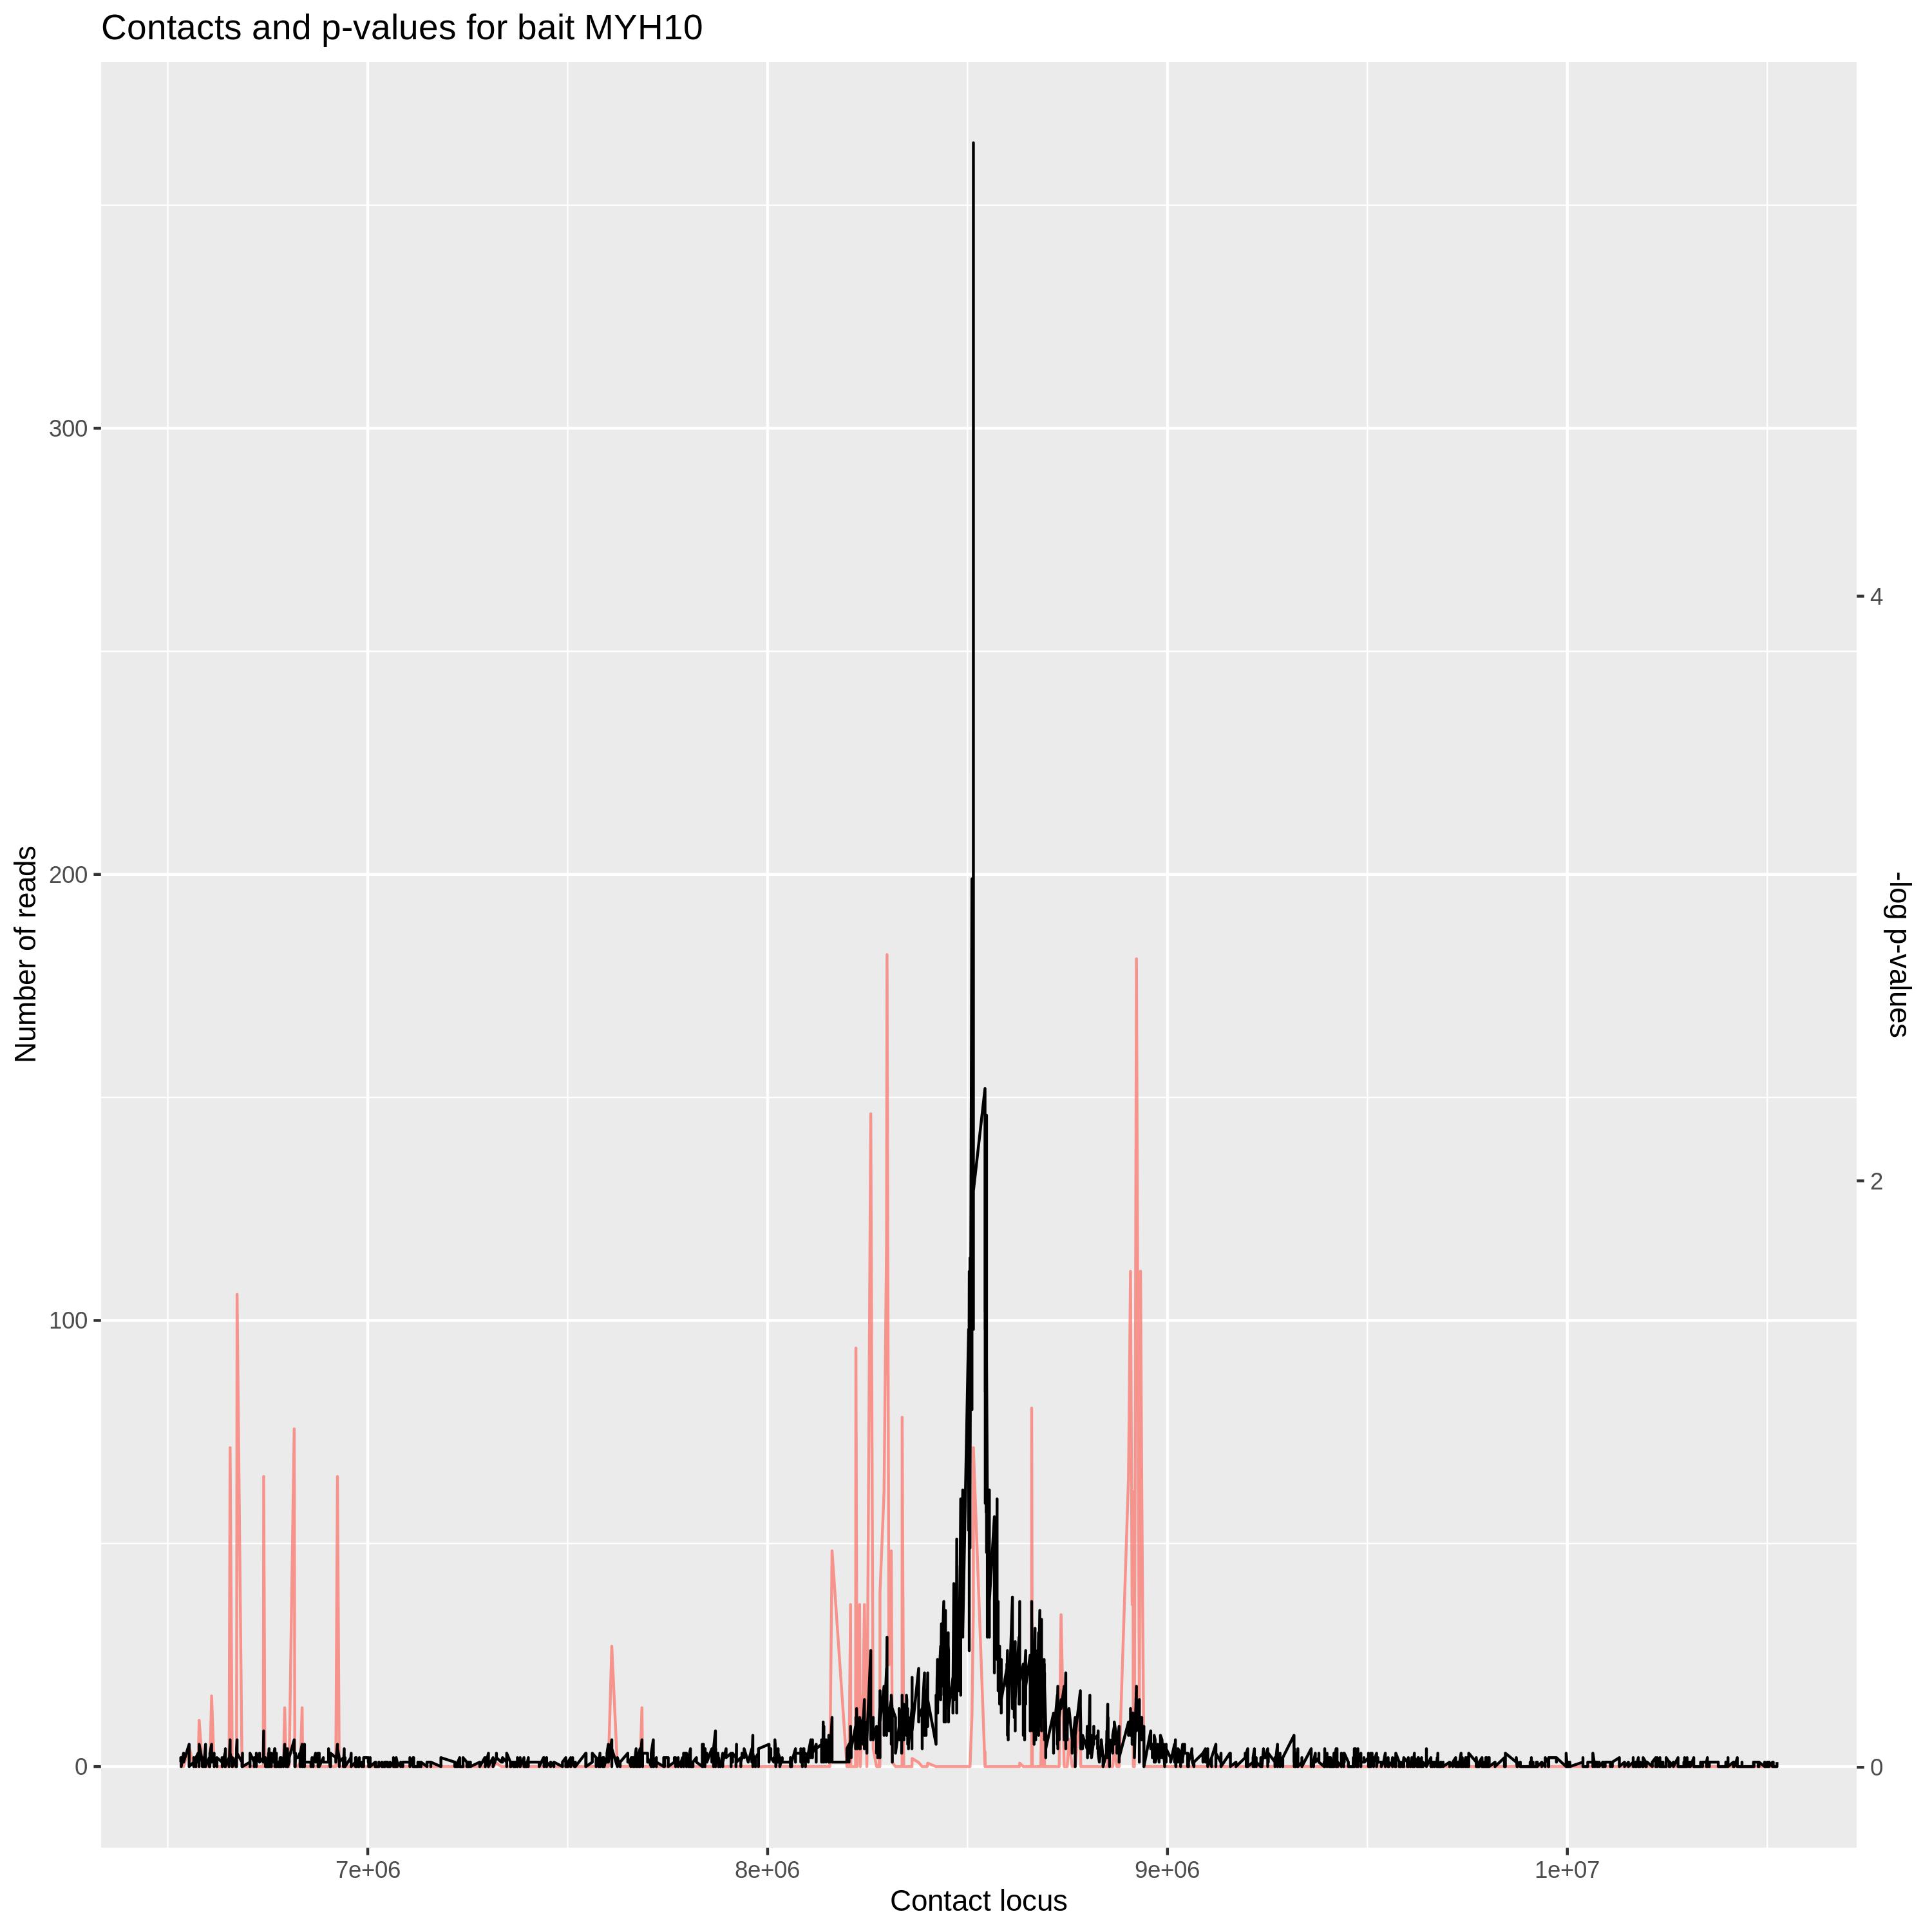 Contacts and p-values for bait MYH10
300
200
100
0
Number of reads
4
2
0
-log p-values
7e+06
8e+06
9e+06
1e+07
Contact locus